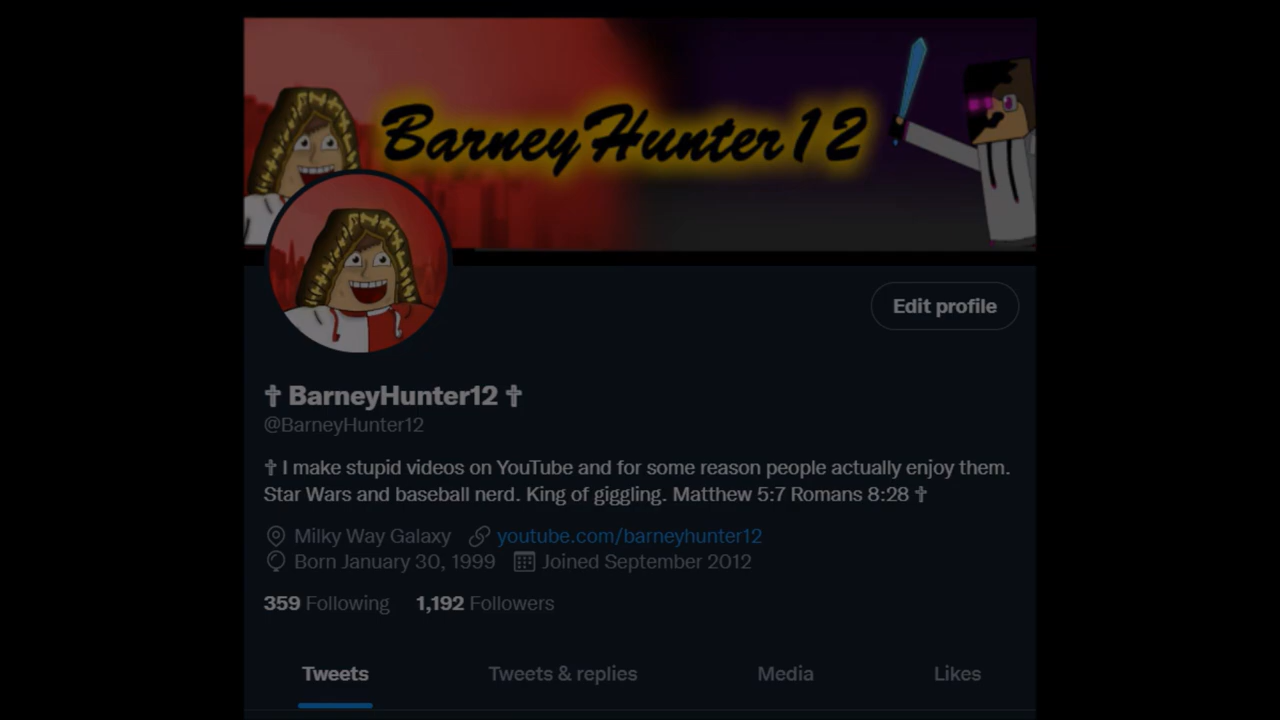 BarneyHunter12
Edit profile
✝ BarneyHunter12 ✝
@BarneyHunter12
✝ I make stupid videos on YouTube and for some reason people actually enjoy them.
Star Wars and baseball nerd. King of giggling. Matthew 5:7 Romans 8:28 ✝
Milky Way Galaxy youtube.com/barneyhunter12
Born January 30, 1999 Joined September 2012
359 Following 1,192 Followers
Tweets Tweets & replies Media Likes